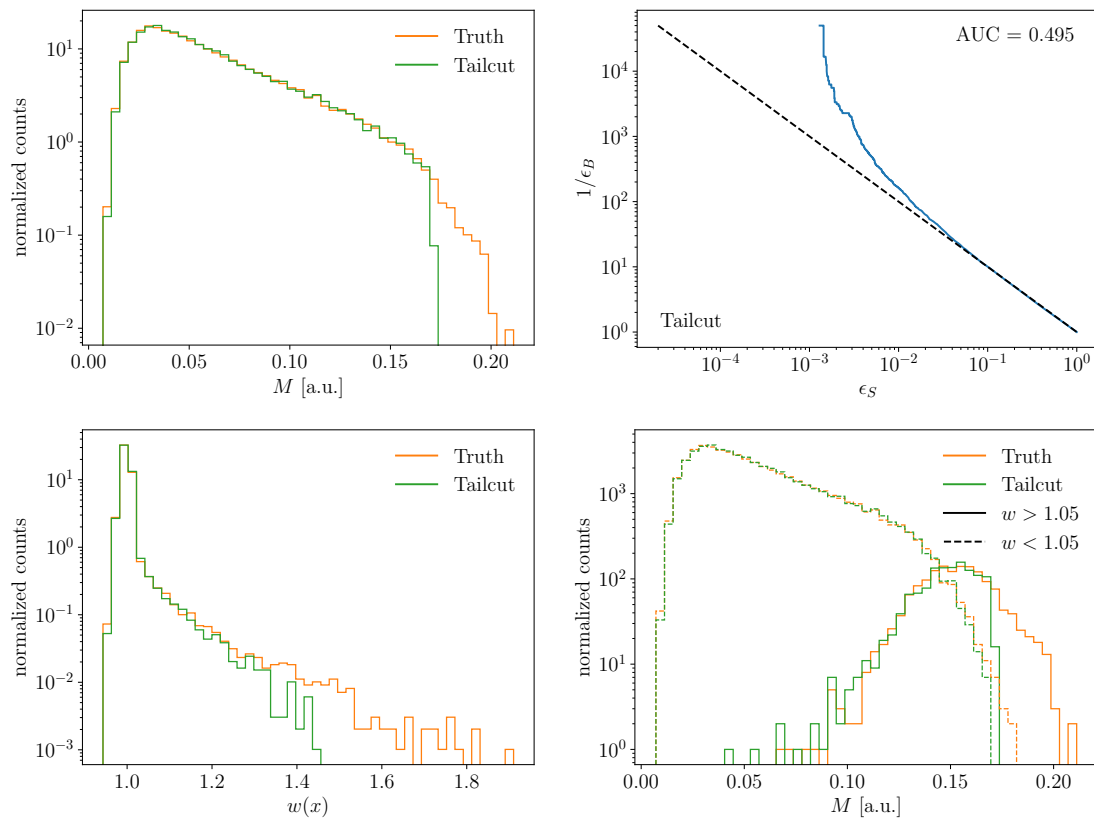 normalized counts
10^1
10^0
10^{-1}
10^{-2}
Truth
Tailcut
0.00 0.05 0.10 0.15 0.20
M [a.u.]
1/ϵ_B
10^4
10^3
10^2
10^1
10^0
AUC = 0.495
Tailcut
10^{-4} 10^{-3} 10^{-2} 10^{-1} 10^0
ϵ_S
normalized counts
10^1
10^0
10^{-1}
10^{-2}
10^{-3}
Truth
Tailcut
1.0 1.2 1.4 1.6 1.8
w(x)
normalized counts
10^3
10^2
10^1
10^0
Truth
Tailcut
w > 1.05
w < 1.05
0.00 0.05 0.10 0.15 0.20
M [a.u.]